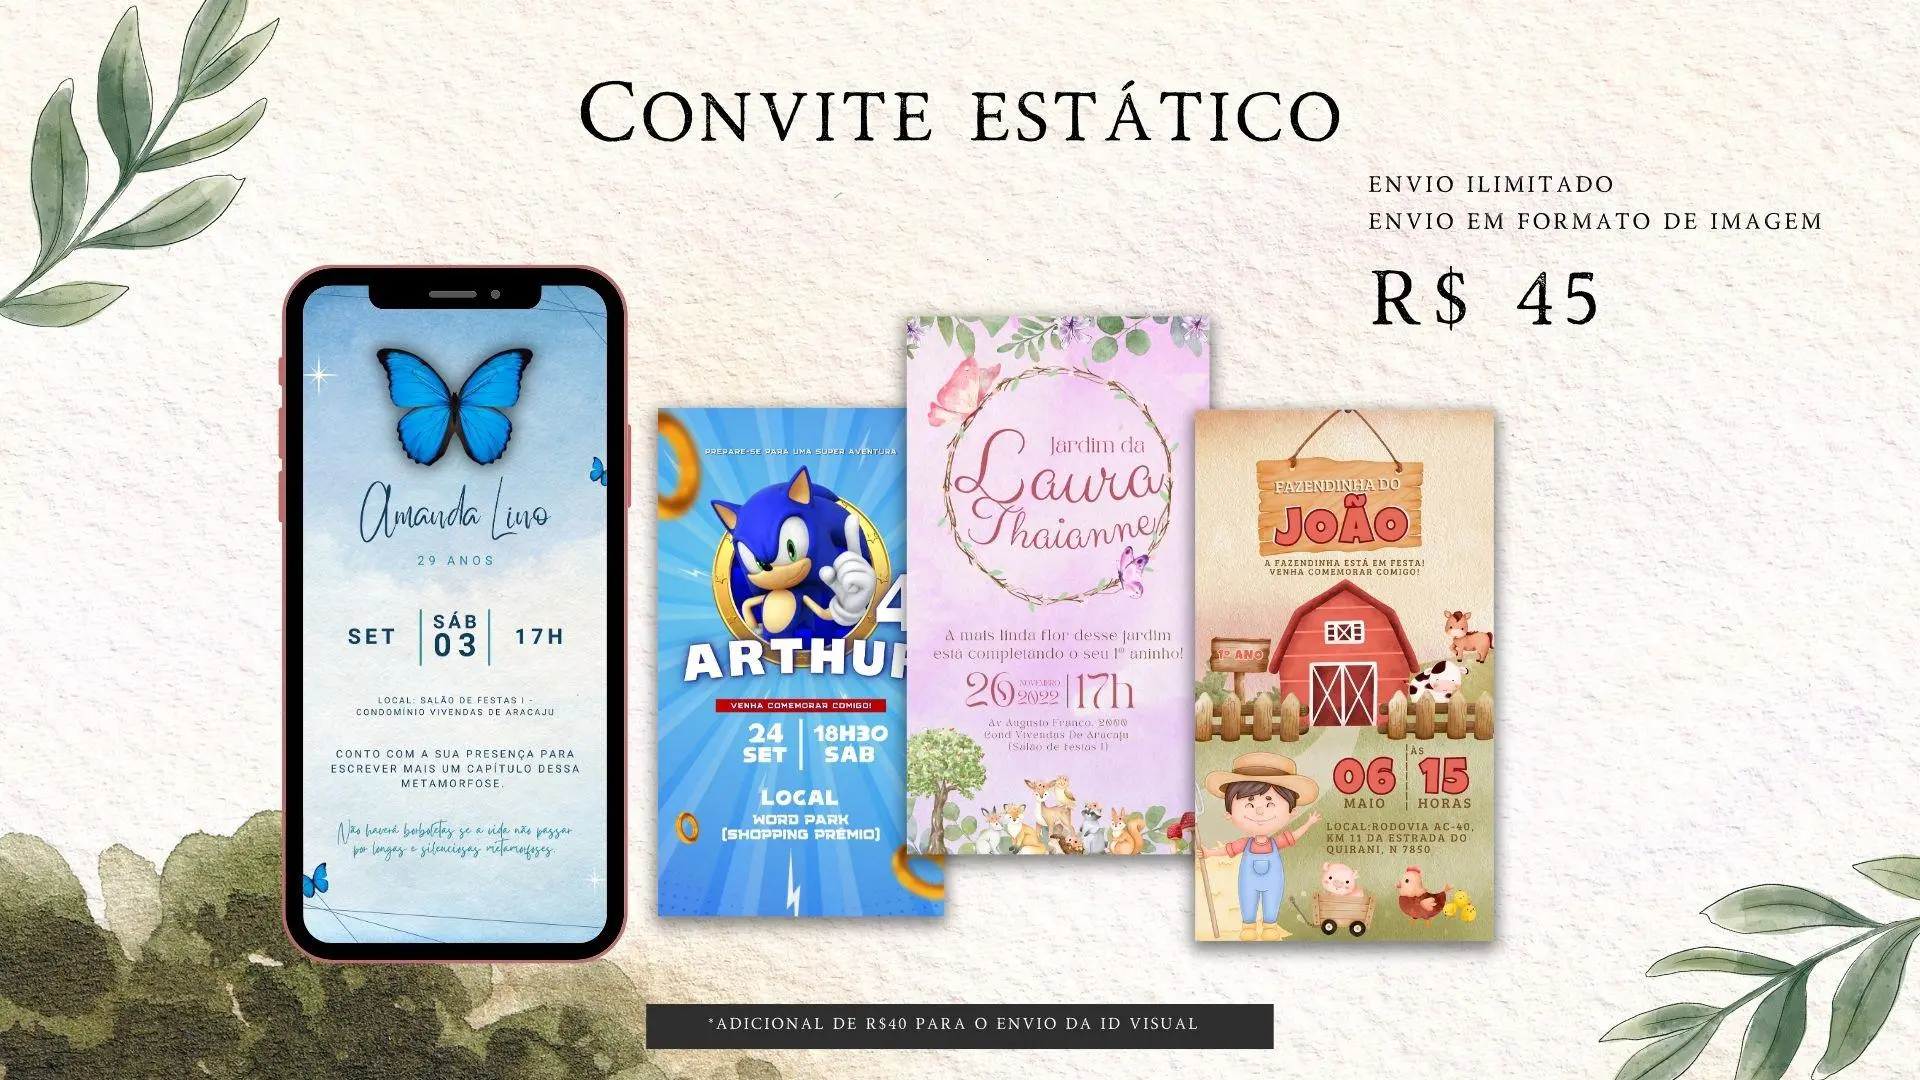 CONVITE ESTÁTICO
ENVIO ILIMITADO
ENVIO EM FORMATO DE IMAGEM
R$ 45
Amanda Lino
29 ANOS
SET
SÁB
03
17H
LOCAL: SALÃO DE FESTAS I -
CONDOMÍNIO VIVENDAS DE ARACAJU
CONTO COM A SUA PRESENÇA PARA
ESCREVER MAIS UM CAPÍTULO DESSA
METAMORFOSE.
Não haverá borboletas se a vida não passar
por longas e silenciosas metamorfoses.
PREPARE-SE PARA UMA SUPER AVENTURA
4
ARTHUR
VENHA COMEMORAR COMIGO!
24
SET
18H30
SÁB
LOCAL
WORD PARK
(SHOPPING PRÊMIO)
Jardim da
Laura
Thaianne
A mais linda flor desse jardim
está completando o seu 1º aninho!
26 NOVEMBRO 2022 17h
Av Augusto Franco, 2000
Cond Vivendas De Aracaju
(Salão de Festas I)
FAZENDINHA DO
JOÃO
A FAZENDINHA ESTÁ EM FESTA!
VENHA COMEMORAR COMIGO!
1º ANO
06
MAIO
ÀS
15
HORAS
LOCAL:RODOVIA AC-40,
KM 11 DA ESTRADA DO
QUIRANI, N 7850
*ADICIONAL DE R$40 PARA O ENVIO DA ID VISUAL